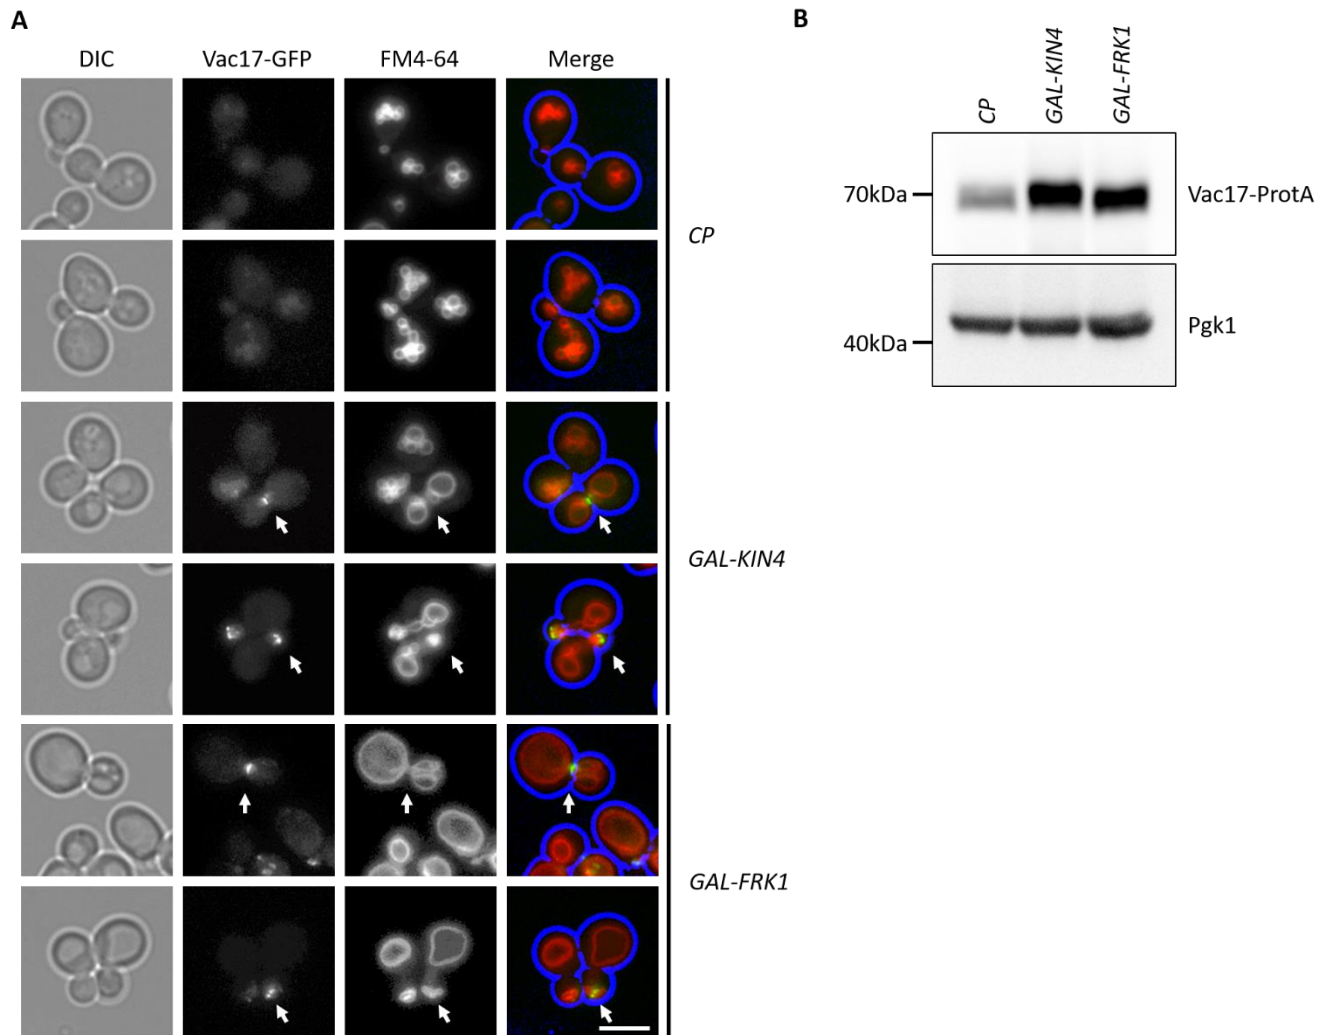 A
DIC Vac17-GFP FM4-64 Merge
CP
GAL-KIN4
GAL-FRK1
B
CP GAL-KIN4 GAL-FRK1
70kDa Vac17-ProtA
Pgk1
40kDa